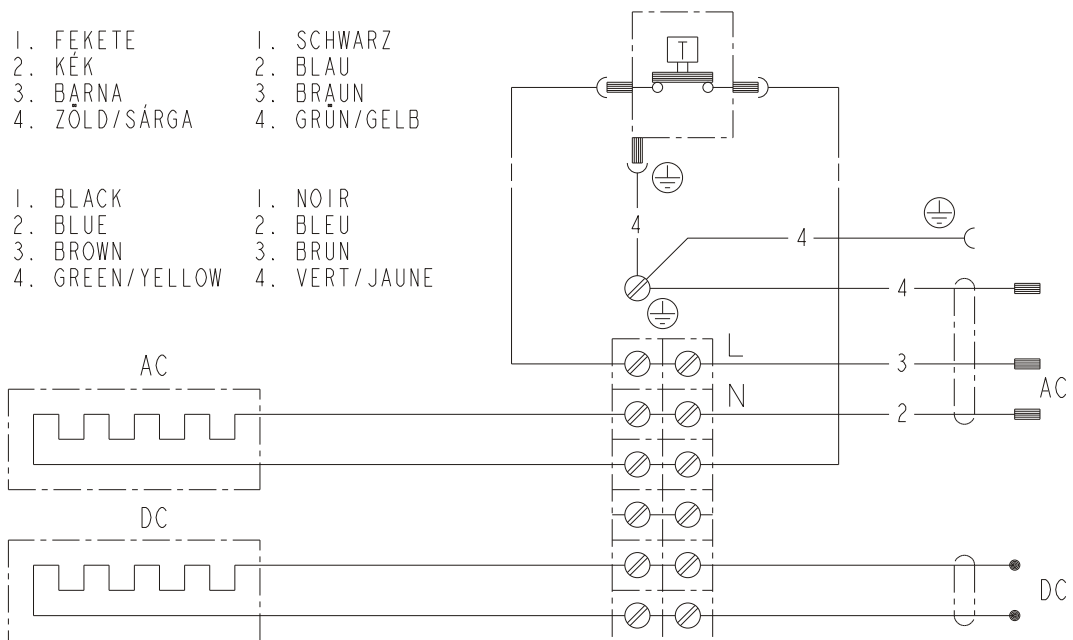 1. FEKETE
2. KÉK
3. BARNA
4. ZÖLD/SÁRGA
1. SCHWARZ
2. BLAU
3. BRAUN
4. GRÜN/GELB
1. BLACK
2. BLUE
3. BROWN
4. GREEN/YELLOW
1. NOIR
2. BLEU
3. BRUN
4. VERT/JAUNE
T
4
4
4
L
3
AC
AC
N
2
DC
DC